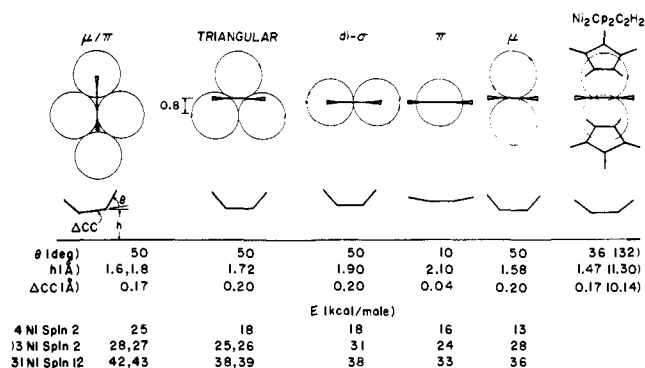 Ni2Cp2C2H2
μ/π TRIANGULAR di-σ π μ
0.8
θ
ΔCC h
θ (deg) 50 50 50 10 50 36 (32)
h(Å) 1.6,1.8 1.72 1.90 2.10 1.58 1.47 (1.30)
ΔCC(Å) 0.17 0.20 0.20 0.04 0.20 0.17 (0.14)
E (kcal/mole)
4 Ni Spin 2 25 18 18 16 13
13 Ni Spin 2 28,27 25,26 31 24 28
31 Ni Spin 12 42,43 38,39 38 33 36